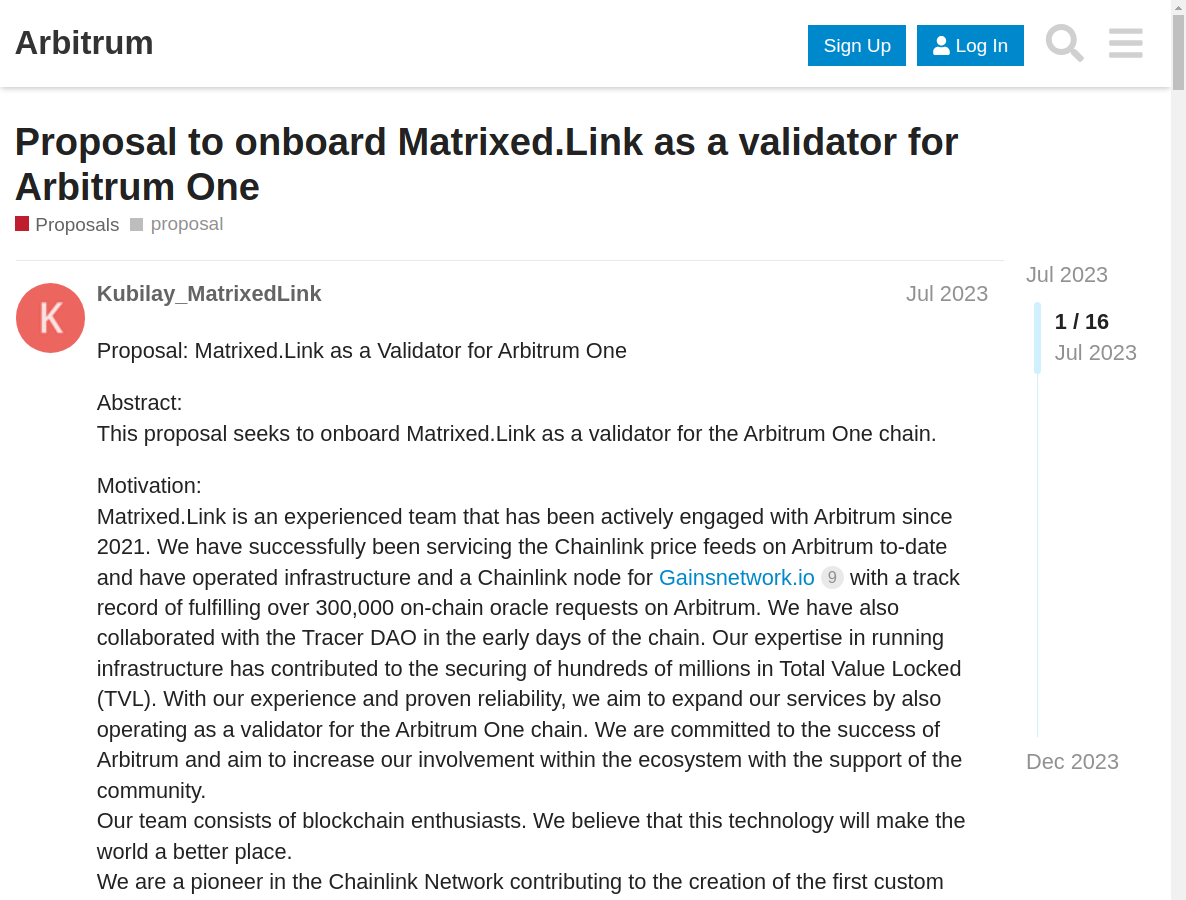 Arbitrum
Sign Up
Log In
Proposal to onboard Matrixed.Link as a validator for
Arbitrum One
Proposals proposal
K
Kubilay_MatrixedLink
Jul 2023
Jul 2023
1 / 16
Jul 2023
Proposal: Matrixed.Link as a Validator for Arbitrum One
Abstract:
This proposal seeks to onboard Matrixed.Link as a validator for the Arbitrum One chain.
Motivation:
Matrixed.Link is an experienced team that has been actively engaged with Arbitrum since
2021. We have successfully been servicing the Chainlink price feeds on Arbitrum to-date
and have operated infrastructure and a Chainlink node for Gainsnetwork.io 9 with a track
record of fulfilling over 300,000 on-chain oracle requests on Arbitrum. We have also
collaborated with the Tracer DAO in the early days of the chain. Our expertise in running
infrastructure has contributed to the securing of hundreds of millions in Total Value Locked
(TVL). With our experience and proven reliability, we aim to expand our services by also
operating as a validator for the Arbitrum One chain. We are committed to the success of
Arbitrum and aim to increase our involvement within the ecosystem with the support of the
community.
Our team consists of blockchain enthusiasts. We believe that this technology will make the
world a better place.
We are a pioneer in the Chainlink Network contributing to the creation of the first custom
Dec 2023